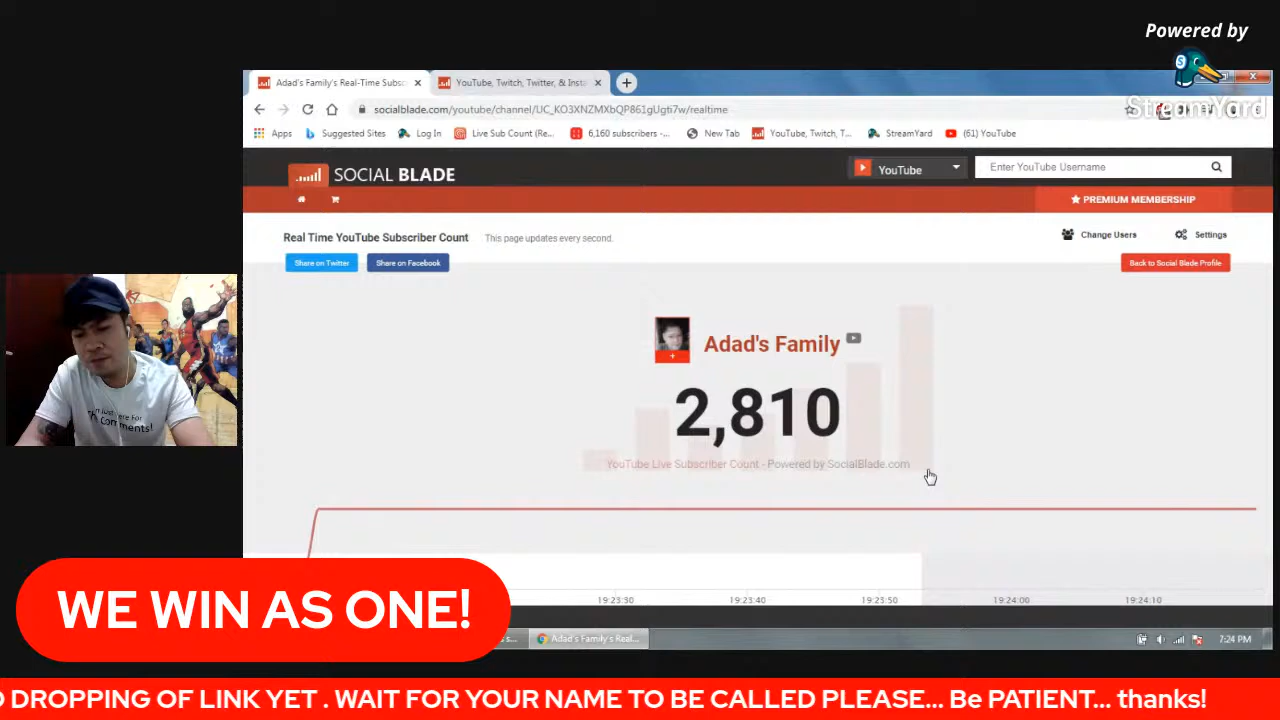 Powered by
StreamYard
Adad's Family's Real-Time Subsc
YouTube, Twitch, Twitter, & Insta
socialblade.com/youtube/channel/UC_KO3XNZMXbQP861gUgti7w/realtime
Apps
Suggested Sites
Log In
Live Sub Count (Re...
6,160 subscribers -...
New Tab
YouTube, Twitch, T...
StreamYard
(61) YouTube
SOCIAL BLADE
YouTube
Enter YouTube Username
PREMIUM MEMBERSHIP
Real Time YouTube Subscriber Count
This page updates every second.
Change Users
Settings
Share on Twitter
Share on Facebook
Back to Social Blade Profile
Adad's Family
2,810
YouTube Live Subscriber Count - Powered by SocialBlade.com
I'm Just Here For
The Comments!
19:23:30
19:23:40
19:23:50
19:24:00
19:24:10
WE WIN AS ONE!
Adad's Family's Real...
7:24 PM
DROPPING OF LINK YET . WAIT FOR YOUR NAME TO BE CALLED PLEASE... Be PATIENT... thanks!